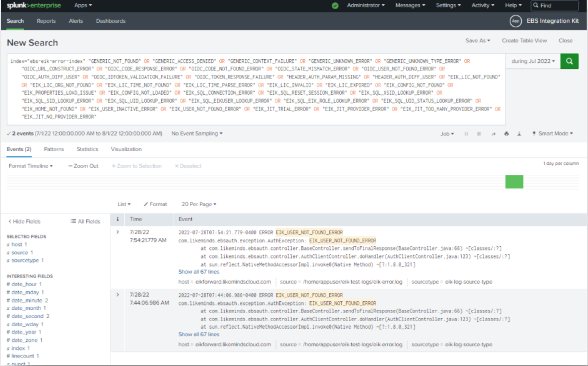 splunk>enterprise Apps Administrator Messages Settings Activity Help Find
Search Reports Alerts Dashboards EBS Integration Kit
New Search Save As Create Table View Close
index="ebs-eik-error-index" "GENERIC_NOT_FOUND" OR "GENERIC_ACCESS_DENIED" OR "GENERIC_CONTEXT_FAILURE" OR "GENERIC_UNKNOWN_ERROR" OR "GENERIC_UNKNOWN_TYPE_ERROR" OR
"OIDC_URL_CONSTRUCT_ERROR" OR "OIDC_CODE_RESPONSE_ERROR" OR "OIDC_CODE_NOT_FOUND_ERROR" OR "OIDC_STATE_MISMATCH_ERROR" OR "OIDC_USER_NOT_FOUND_ERROR" OR
"OIDC_AUTH_DIFF_USER" OR "OIDC_IDTOKEN_VALIDATION_FAILURE" OR "OIDC_TOKEN_RESPONSE_FAILURE" OR "HEADER_AUTH_PARAM_MISSING" OR "HEADER_AUTH_DIFF_USER" OR "EIK_LIC_NOT_FOUND"
OR "EIK_LIC_ORG_NOT_FOUND" OR "EIK_LIC_TIME_NOT_FOUND" OR "EIK_LIC_TIME_PARSE_ERROR" OR "EIK_LIC_INVALID" OR "EIK_LIC_EXPIRED" OR "EIK_CONFIG_NOT_FOUND" OR
"EIK_PROPERTIES_LOAD_ISSUE" OR "EIK_CONFIG_NOT_LOADED" OR "EIK_SQL_CONNECTION_ERROR" OR "EIK_SQL_RESET_SESSION_ERROR" OR "EIK_SQL_XSID_LOOKUP_ERROR" OR
"EIK_SQL_SID_LOOKUP_ERROR" OR "EIK_SQL_UID_LOOKUP_ERROR" OR "EIK_SQL_EIKUSER_LOOKUP_ERROR" OR "EIK_SQL_EIK_ROLE_LOOKUP_ERROR" OR "EIK_SQL_UID_STATUS_LOOKUP_ERROR" OR
"EIK_HOME_NOT_FOUND" OR "EIK_USER_INACTIVE_ERROR" OR "EIK_USER_NOT_FOUND_ERROR" OR "EIK_JIT_TRIAL_ERROR" OR "EIK_JIT_PROVIDER_ERROR" OR "EIK_JIT_TOO_MANY_PROVIDER_ERROR" OR
"EIK_JIT_NO_PROVIDER_ERROR"
during Jul 2022
2 events (7/1/22 12:00:00.000 AM to 8/1/22 12:00:00.000 AM) No Event Sampling Job Smart Mode
Events (2) Patterns Statistics Visualization
Format Timeline – Zoom Out + Zoom to Selection × Deselect 1 day per column
List Format 20 Per Page
< Hide Fields All Fields
i Time Event
SELECTED FIELDS
a host 1
a source 1
a sourcetype 1
INTERESTING FIELDS
# date_hour 1
# date_mday 1
# date_minute 2
a date_month 1
# date_second 2
a date_wday 1
# date_year 1
# date_zone 1
a index 1
# linecount 1
a punct 1
7/28/22
7:54:21.779 AM
2022-07-28T07:54:21.779-0400 ERROR EIK_USER_NOT_FOUND_ERROR
com.likeminds.ebsauth.exception.AuthException: EIK_USER_NOT_FOUND_ERROR
at com.likeminds.ebsauth.controller.BaseController.sendToFinalResponse(BaseController.java:66) ~[classes/:?]
at com.likeminds.ebsauth.controller.AuthClientController.doHandler(AuthClientController.java:123) ~[classes/:?]
at sun.reflect.NativeMethodAccessorImpl.invoke0(Native Method) ~[?:1.8.0_321]
Show all 67 lines
host = eikforward.likemindscloud.com source = /home/appuser/eik-test-logs/eik-error.log sourcetype = eik-log-source-type
7/28/22
7:44:06.986 AM
2022-07-28T07:44:06.986-0400 ERROR EIK_USER_NOT_FOUND_ERROR
com.likeminds.ebsauth.exception.AuthException: EIK_USER_NOT_FOUND_ERROR
at com.likeminds.ebsauth.controller.BaseController.sendToFinalResponse(BaseController.java:66) ~[classes/:?]
at com.likeminds.ebsauth.controller.AuthClientController.doHandler(AuthClientController.java:123) ~[classes/:?]
at sun.reflect.NativeMethodAccessorImpl.invoke0(Native Method) ~[?:1.8.0_321]
Show all 67 lines
host = eikforward.likemindscloud.com source = /home/appuser/eik-test-logs/eik-error.log sourcetype = eik-log-source-type